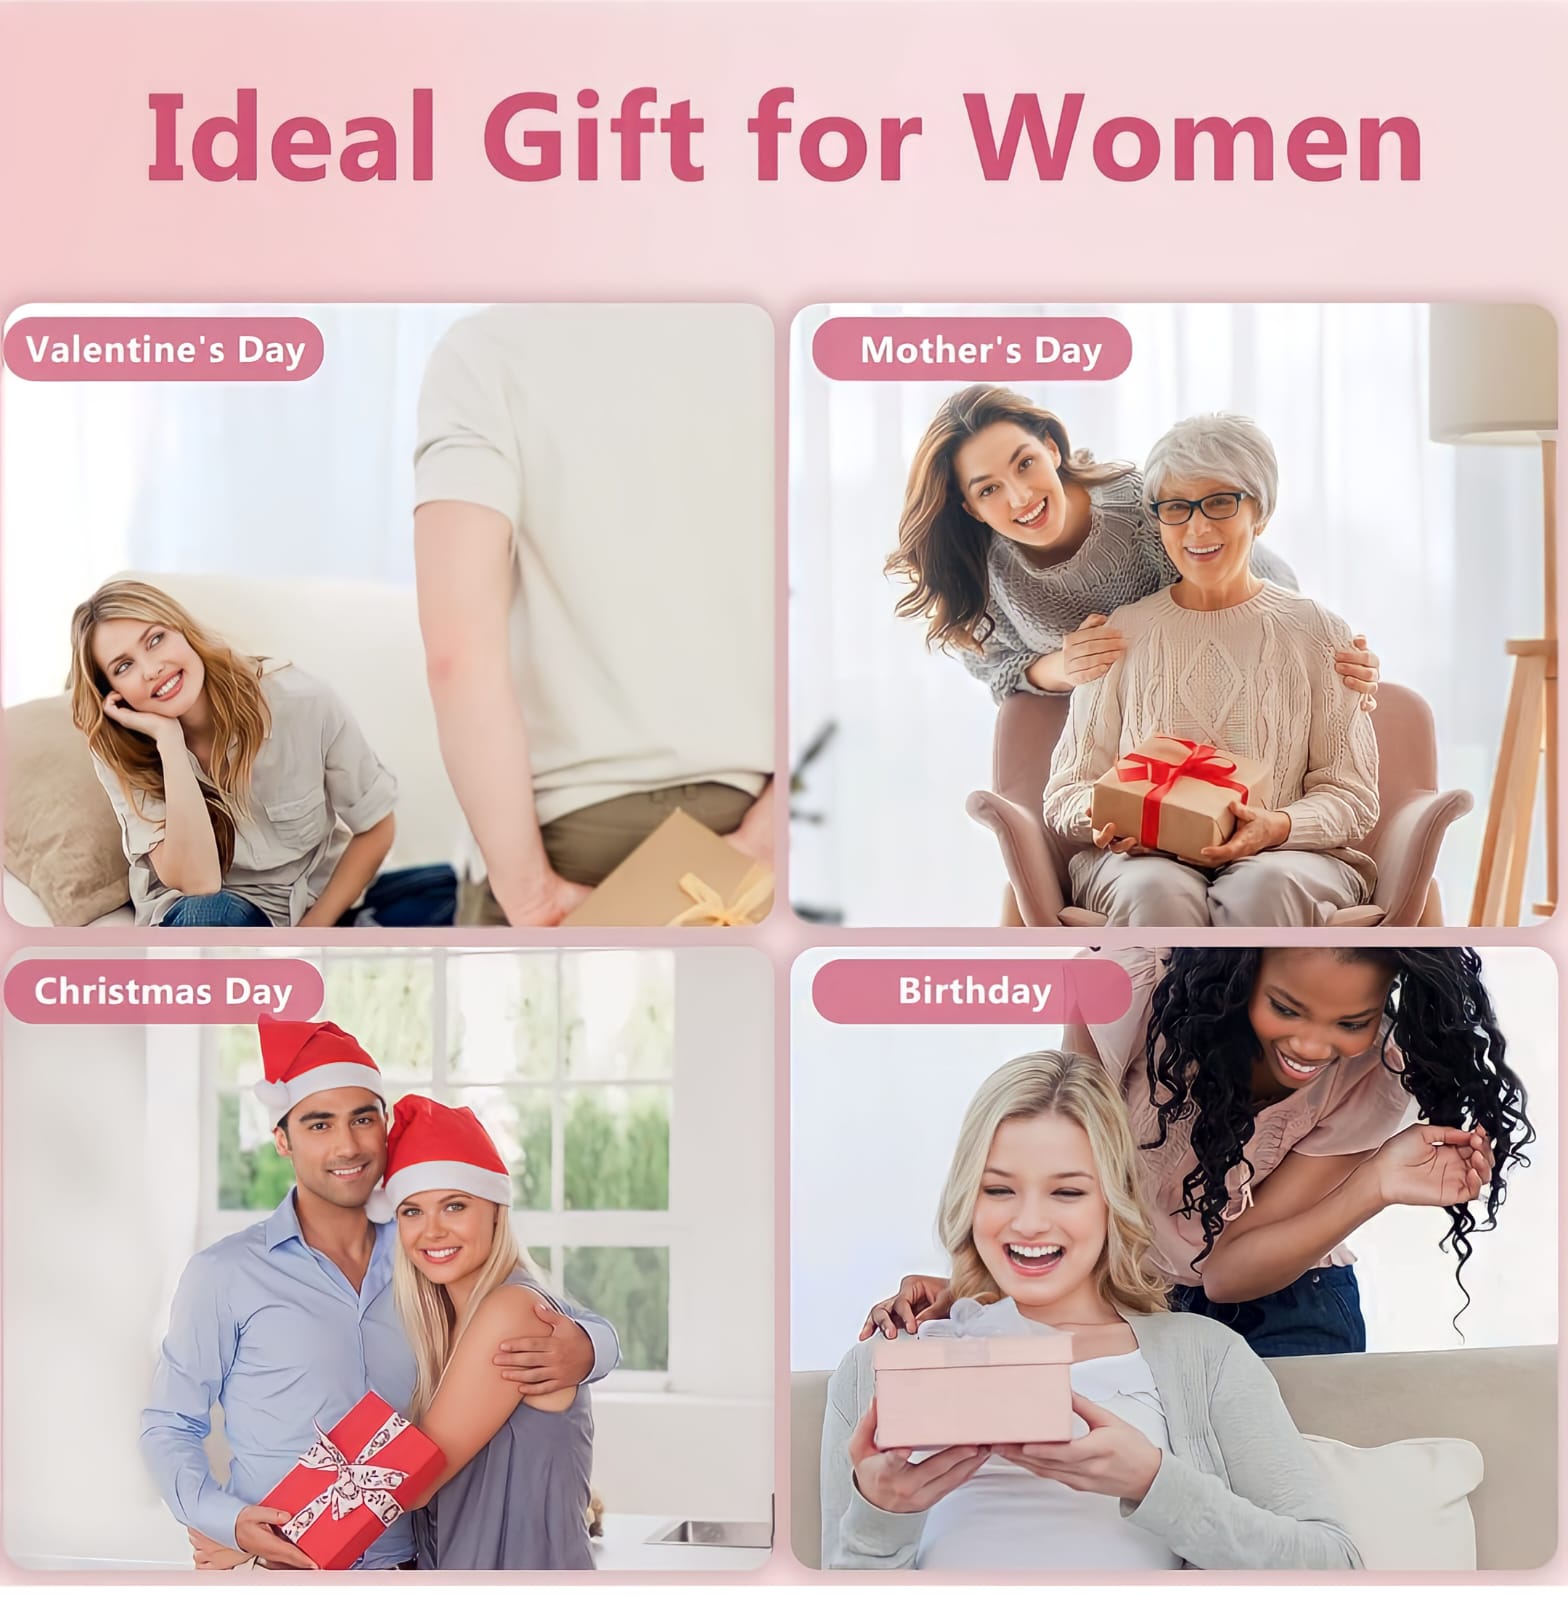 Ideal Gift for Women
Valentine's Day
Mother's Day
Christmas Day
Birthday